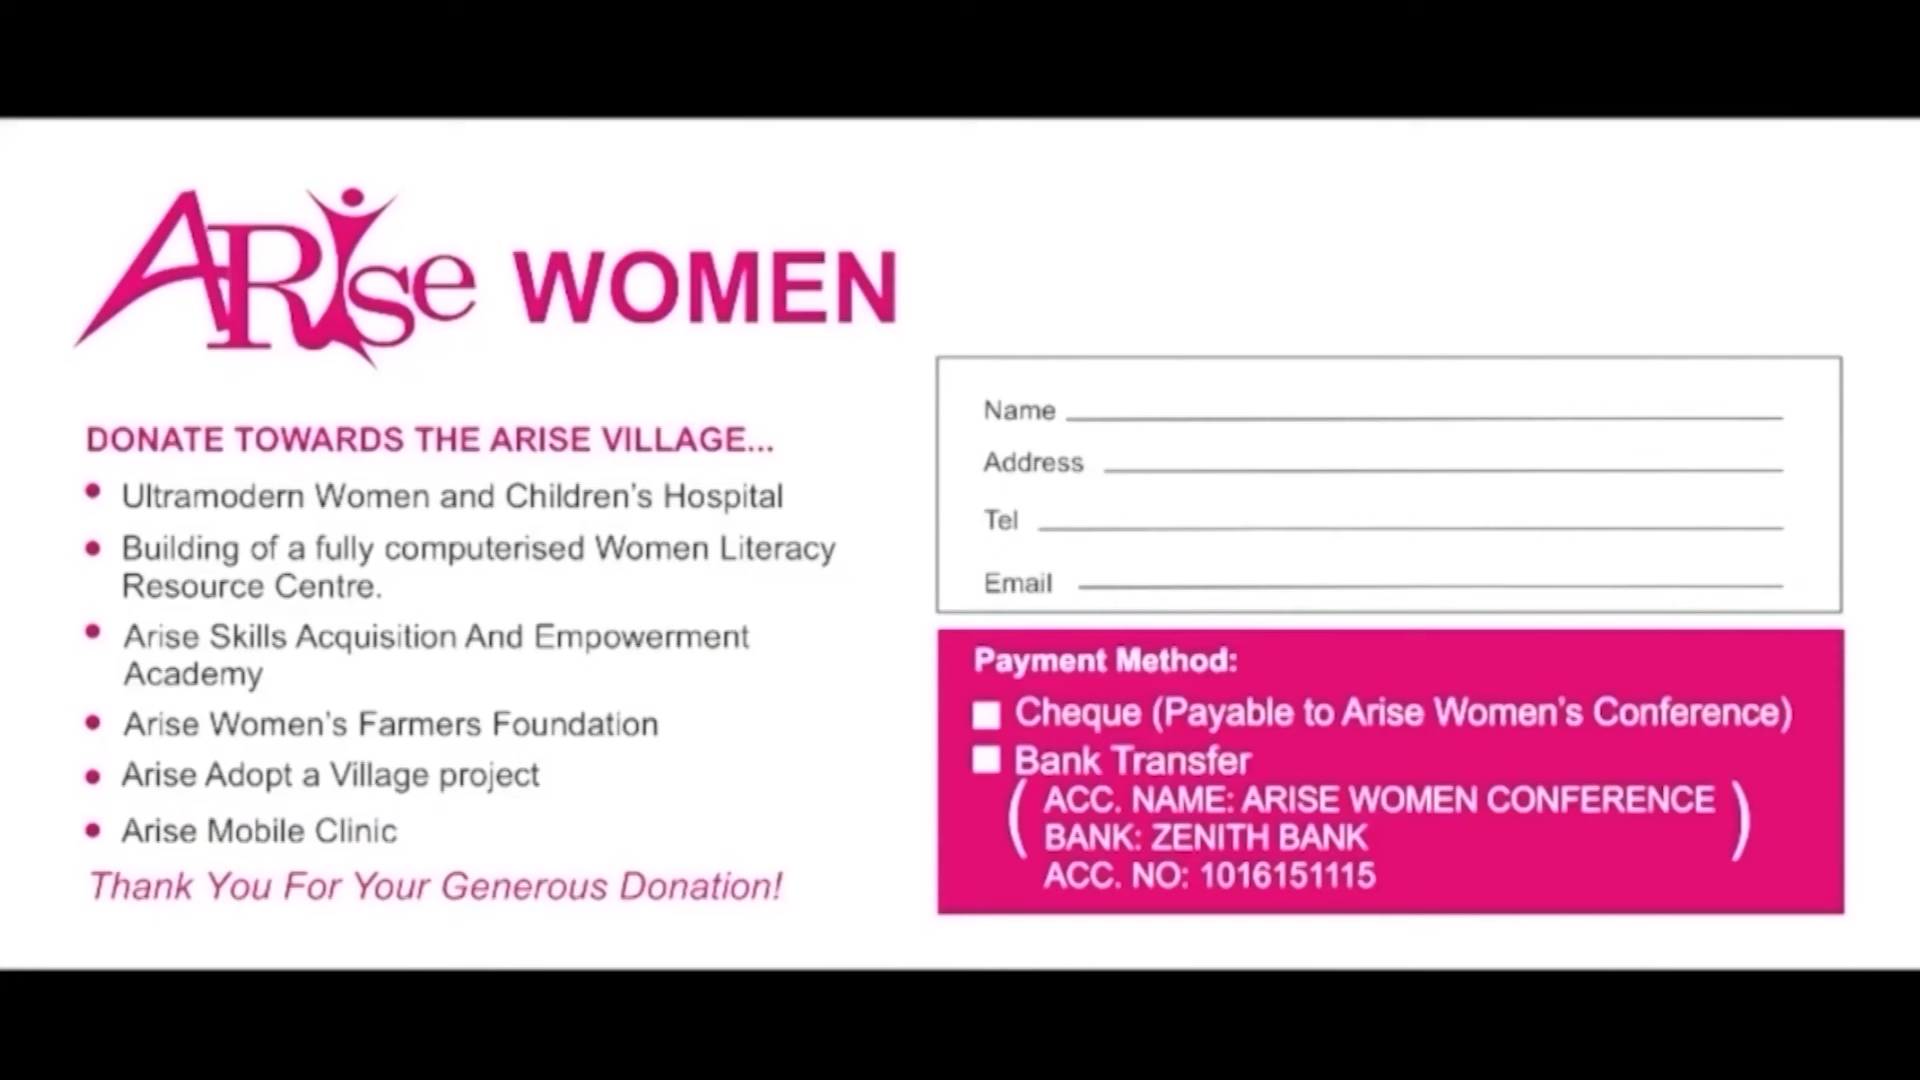 ARise WOMEN
DONATE TOWARDS THE ARISE VILLAGE...
• Ultramodern Women and Children's Hospital
• Building of a fully computerised Women Literacy
Resource Centre.
• Arise Skills Acquisition And Empowerment
Academy
• Arise Women's Farmers Foundation
• Arise Adopt a Village project
• Arise Mobile Clinic
Thank You For Your Generous Donation!
Name
Address
Tel
Email
Payment Method:
Cheque (Payable to Arise Women's Conference)
Bank Transfer
( ACC. NAME: ARISE WOMEN CONFERENCE )
BANK: ZENITH BANK
ACC. NO: 1016151115